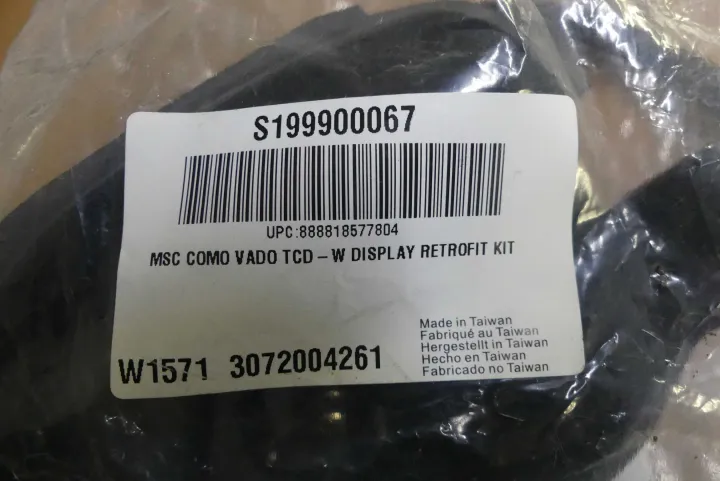 S199900067
UPC:888818577804
MSC COMO VADO TCD – W DISPLAY RETROFIT KIT
Made in Taiwan
Fabriqué au Taiwan
Hergestellt in Taiwan
Hecho en Taiwan
Fabricado no Taiwan
W1571 3072004261